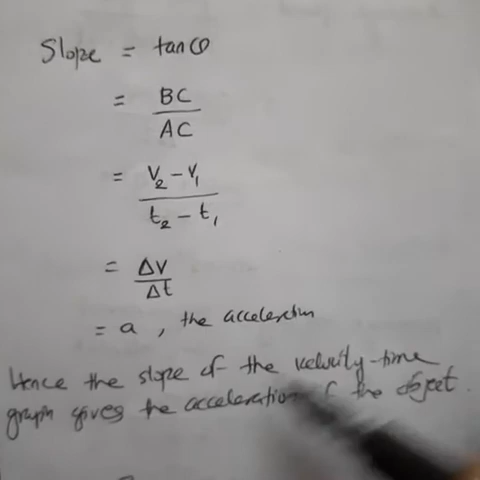 Slope = tanθ
= BC/AC
= V₂ - V₁ / t₂ - t₁
= ΔV/Δt
= a, the acceleration
Hence the slope of the velocity-time
graph gives the acceleration of the object.